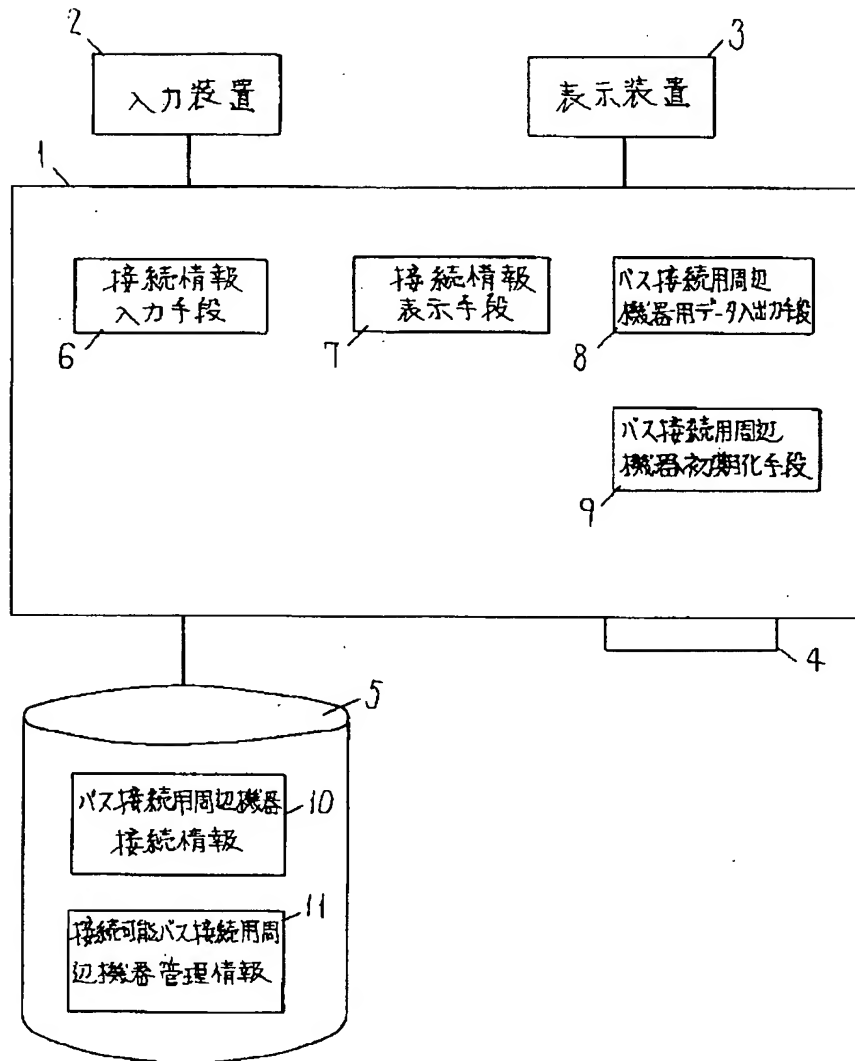 2
入力装置
3
表示装置
1
接続情報
入力手段
6
接続情報
表示手段
7
バス接続用周辺
機器用データ入出力手段
8
バス接続用周辺
機器初期化手段
9
4
5
バス接続用周辺機器
接続情報
10
接続可能バス接続用周
辺機器管理情報
11